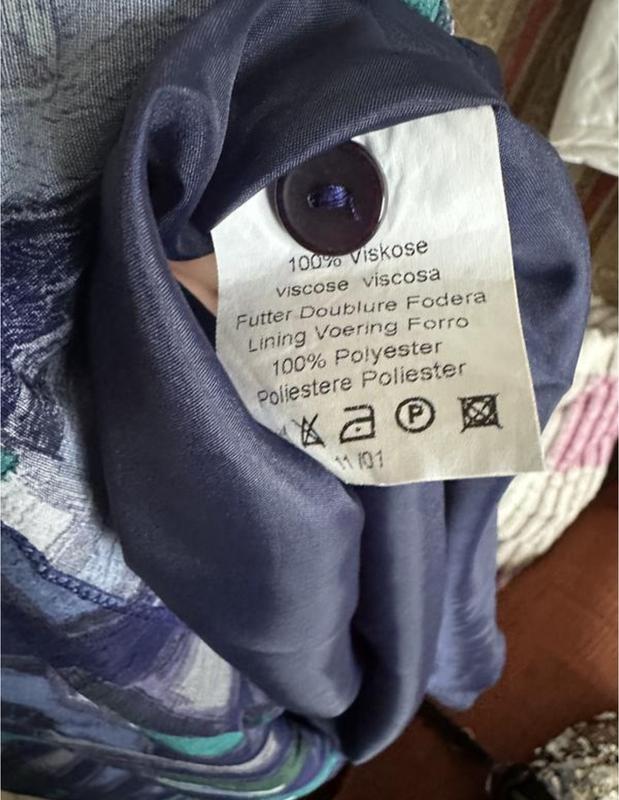 100% Viskose
viscose viscosa
Futter Doublure Fodera
Lining Voering Forro
100% Polyester
Poliestere Poliester
P
11/01